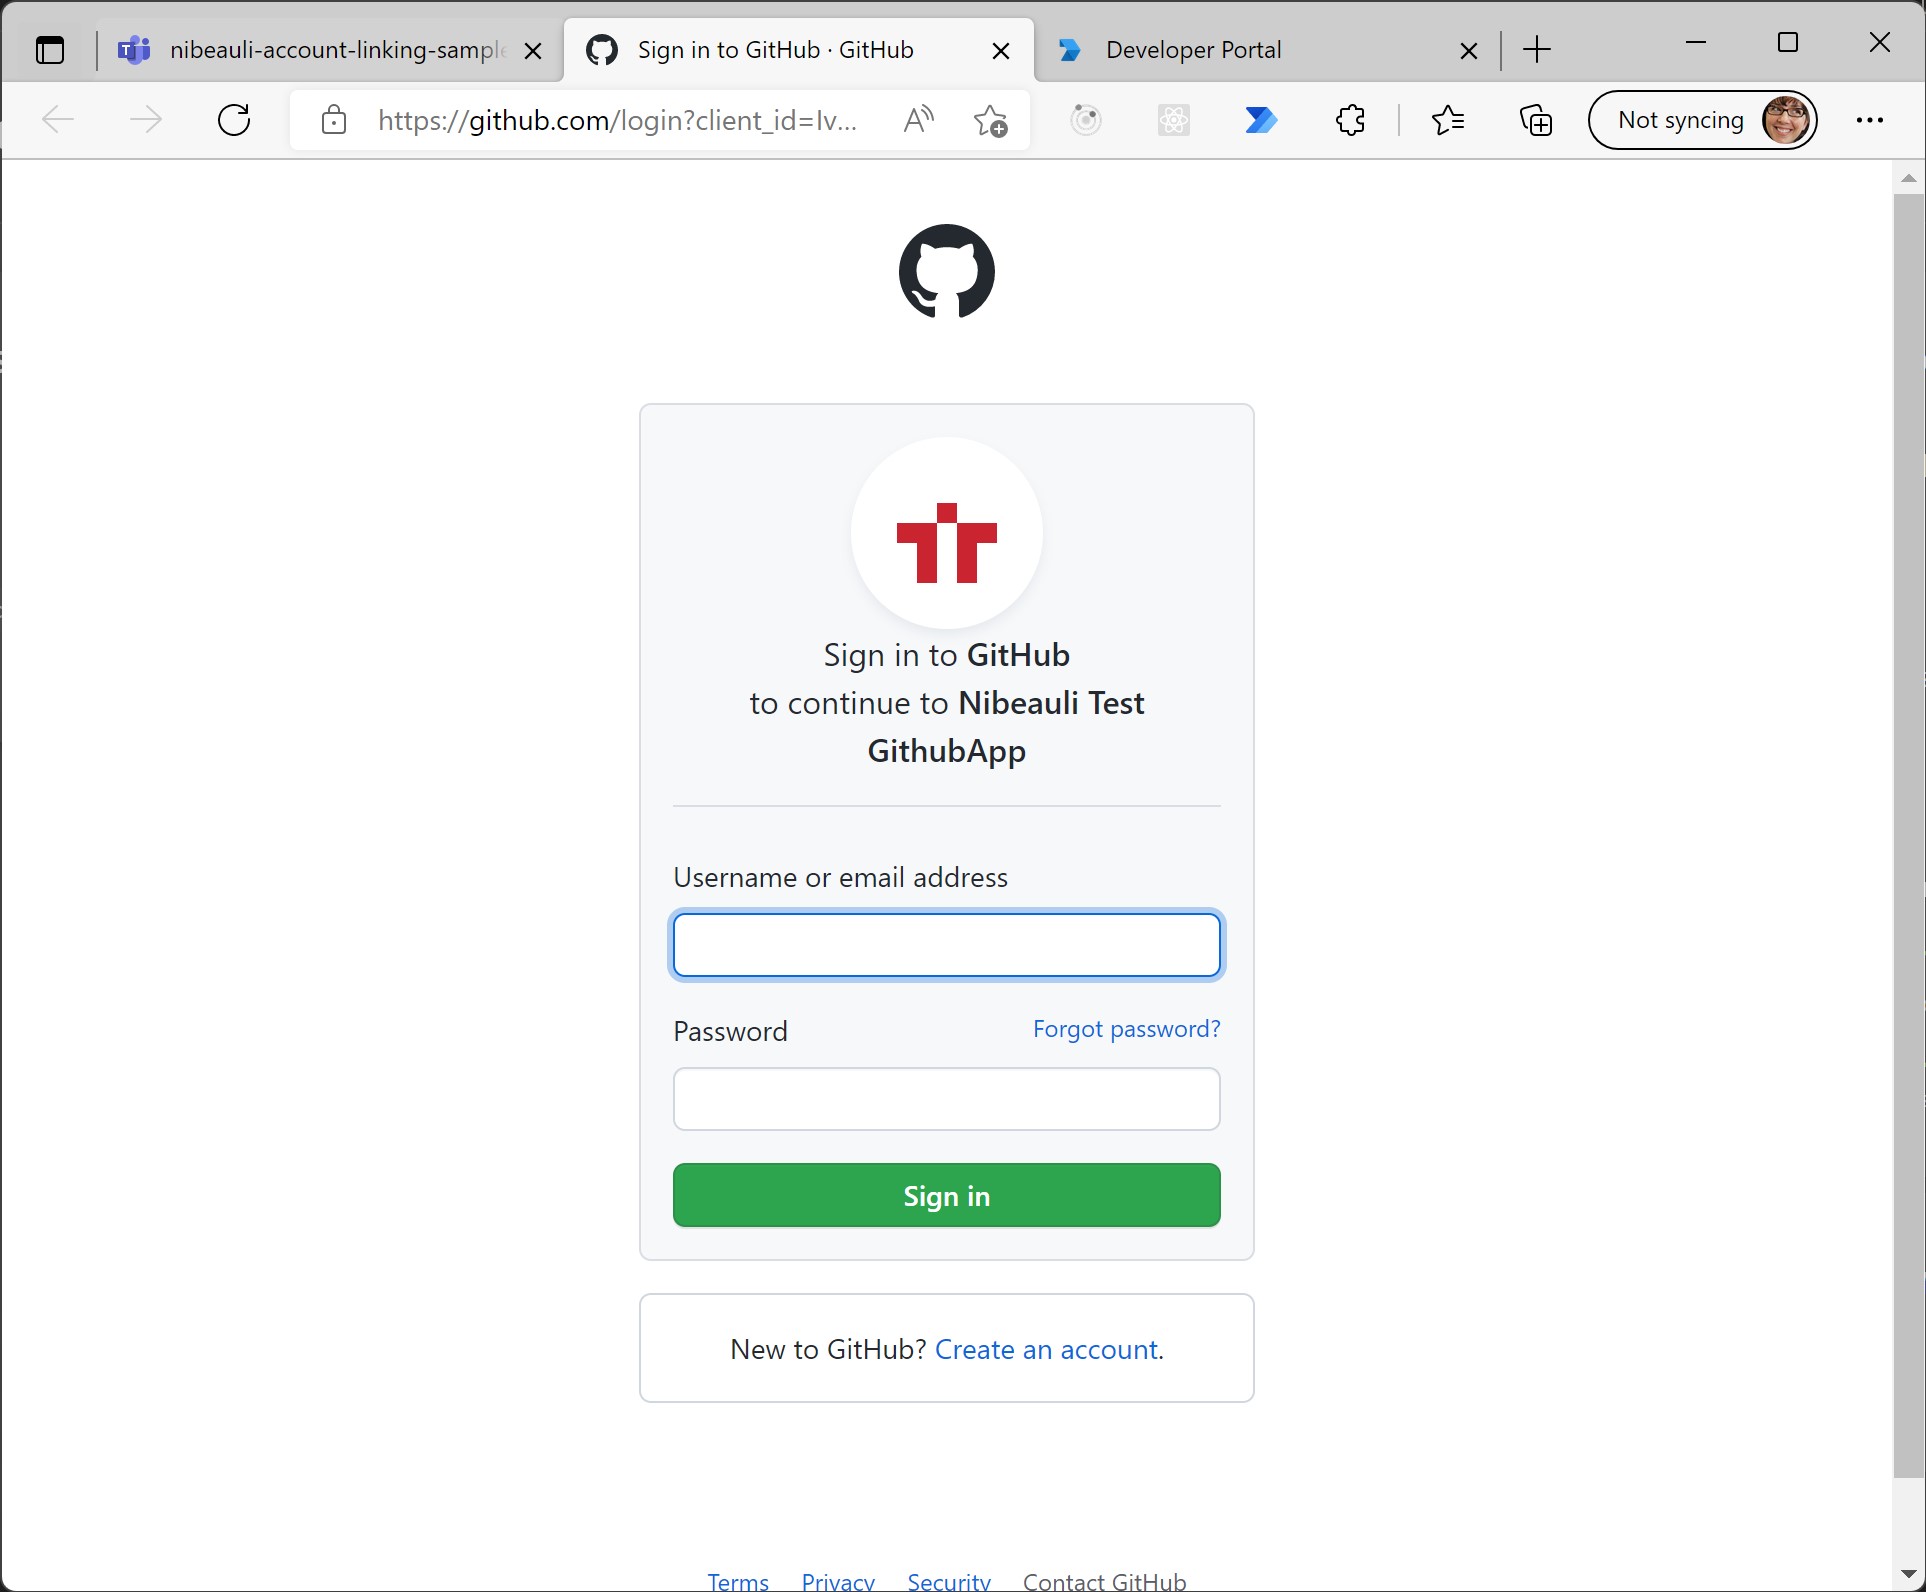 nibeauli-account-linking-sample
Sign in to GitHub · GitHub
Developer Portal
https://github.com/login?client_id=Iv...
Not syncing
Sign in to GitHub
to continue to Nibeauli Test
GithubApp
Username or email address
Password
Forgot password?
Sign in
New to GitHub? Create an account.
Terms
Privacy
Security
Contact GitHub